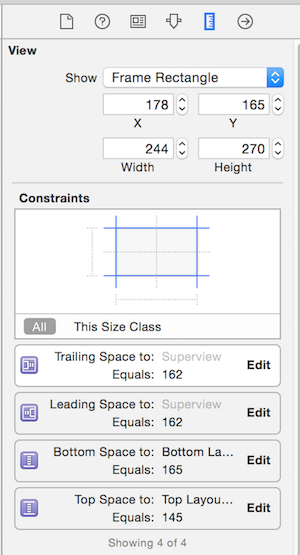 View
Show Frame Rectangle
178 165
X Y
244 270
Width Height
Constraints
All This Size Class
Trailing Space to: Superview
Equals: 162
Edit
Leading Space to: Superview
Equals: 162
Edit
Bottom Space to: Bottom La...
Equals: 165
Edit
Top Space to: Top Layou...
Equals: 145
Edit
Showing 4 of 4